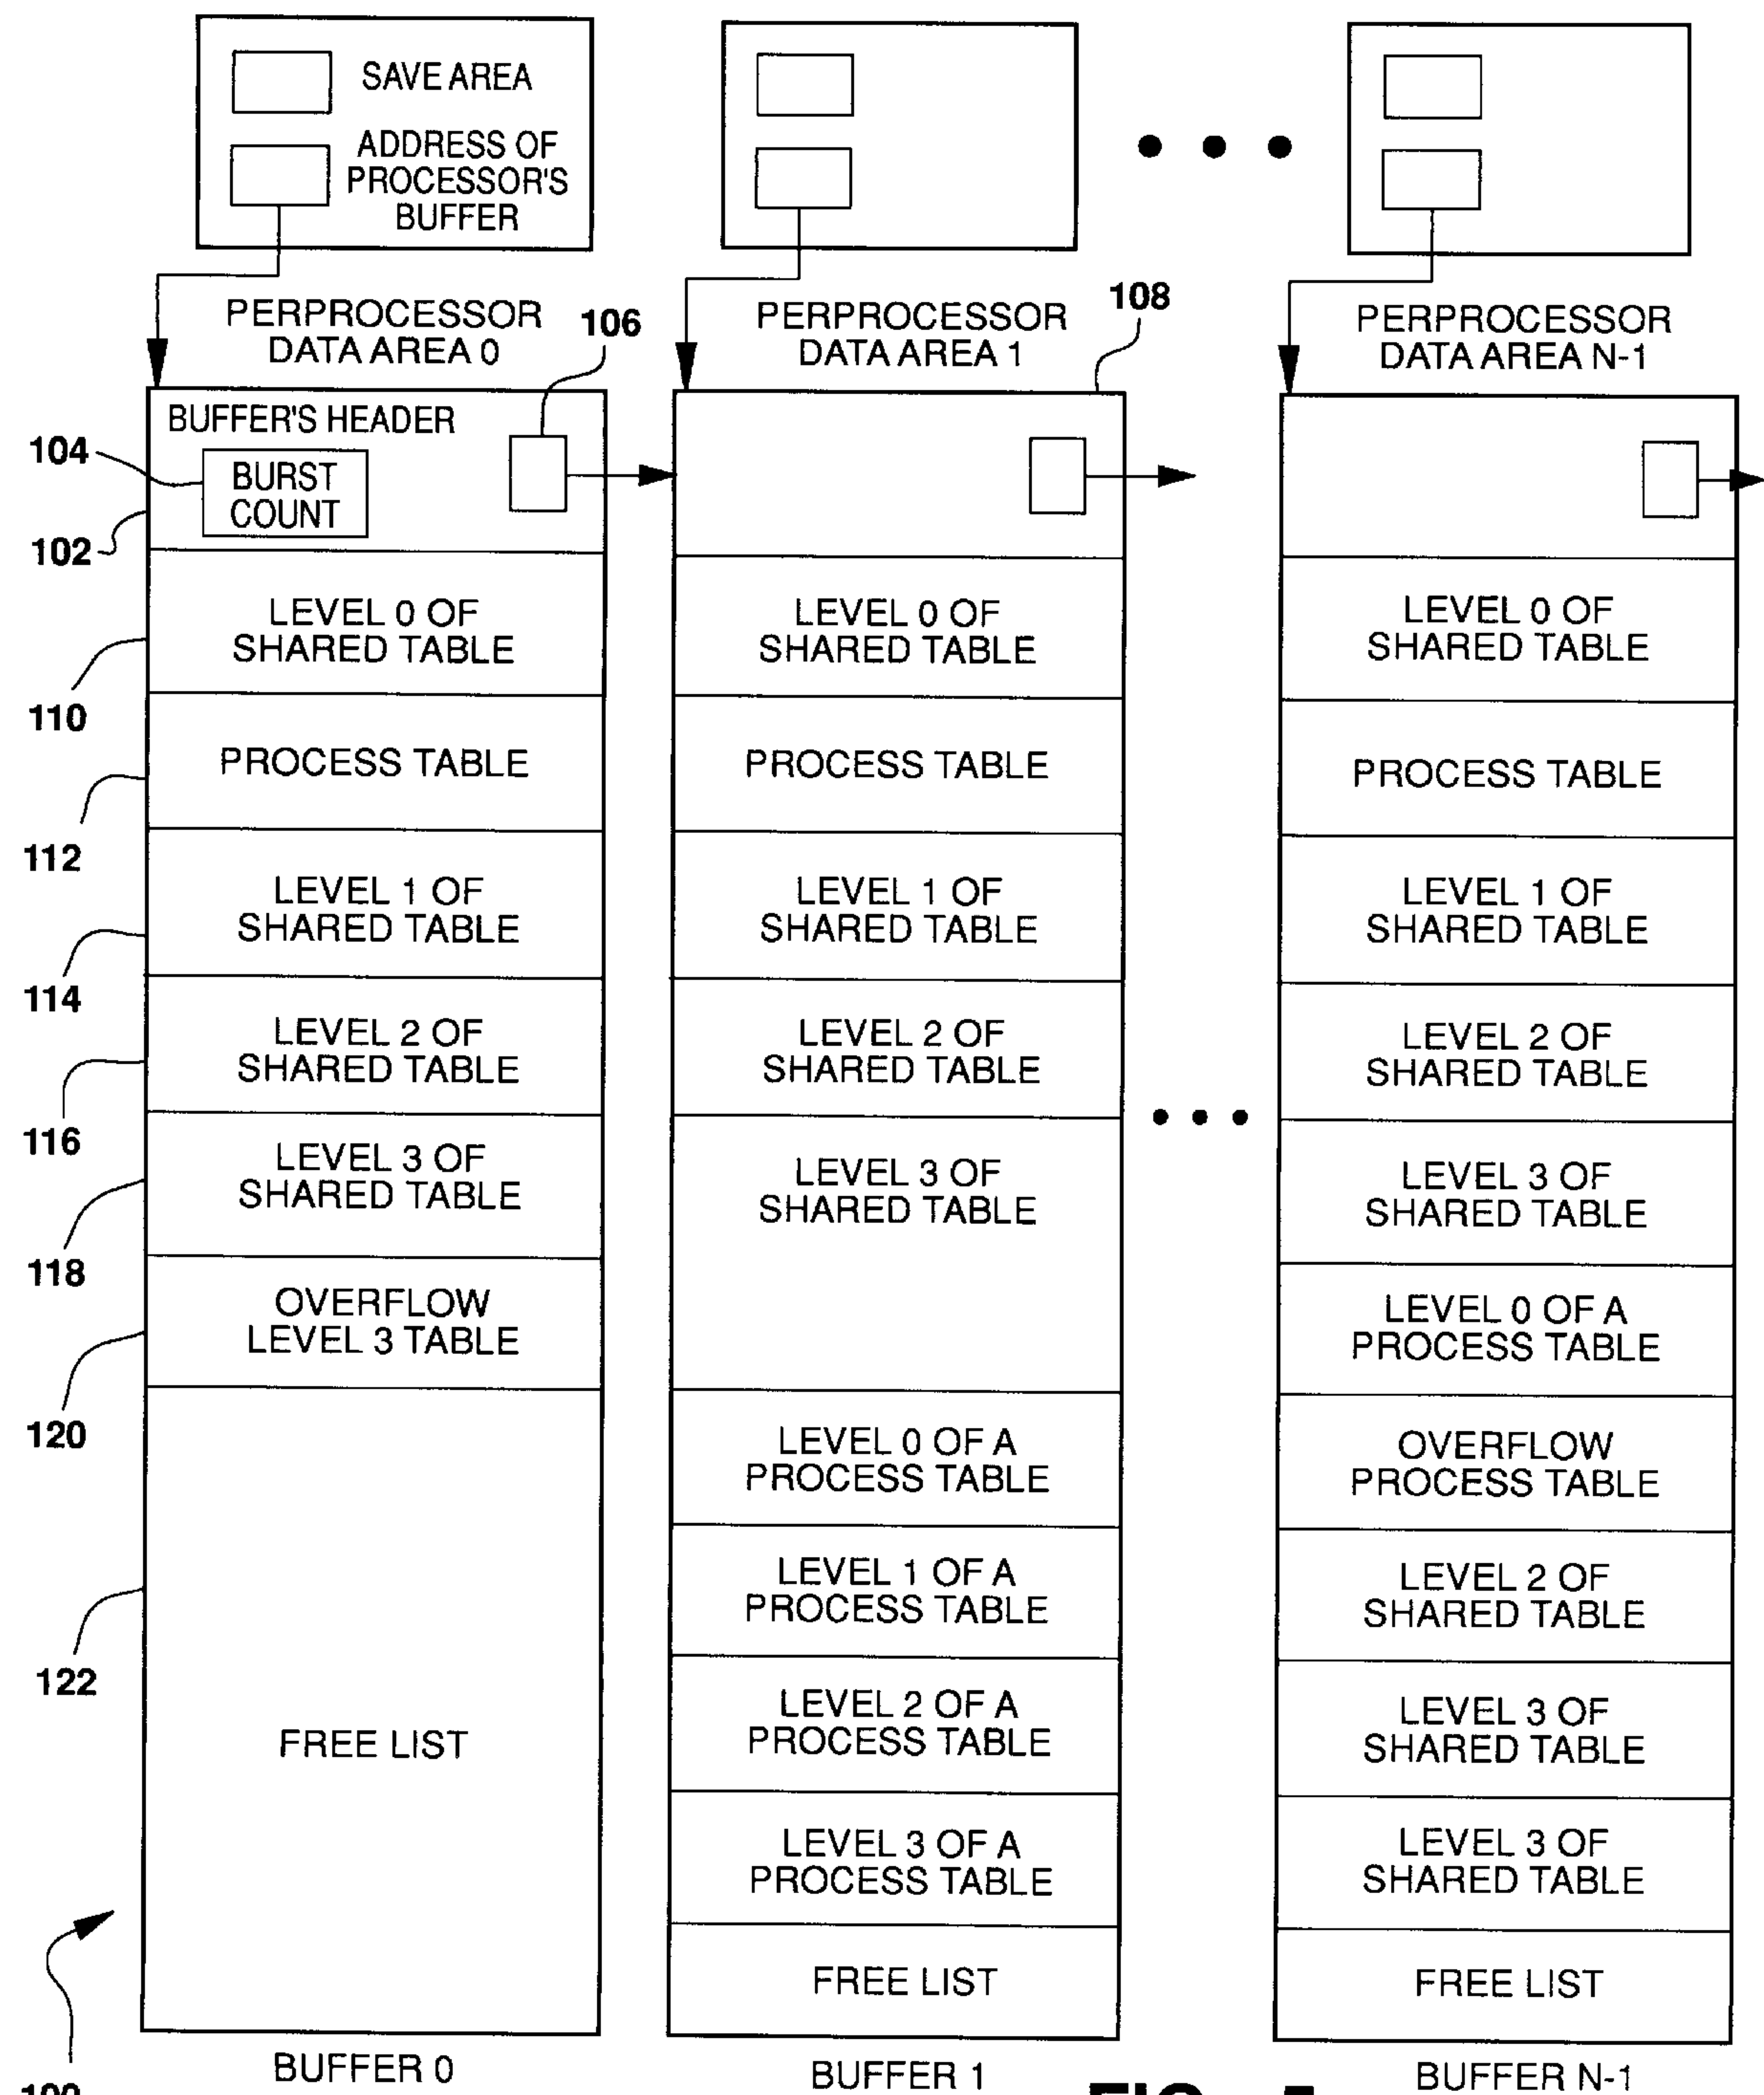 SAVE AREA
ADDRESS OF
PROCESSOR'S
BUFFER
PERPROCESSOR
DATA AREA 0
106
PERPROCESSOR
DATA AREA 1
108
PERPROCESSOR
DATA AREA N-1
BUFFER'S HEADER
104
BURST
COUNT
102
LEVEL 0 OF
SHARED TABLE
110
PROCESS TABLE
112
LEVEL 1 OF
SHARED TABLE
114
LEVEL 2 OF
SHARED TABLE
116
LEVEL 3 OF
SHARED TABLE
118
OVERFLOW
LEVEL 3 TABLE
120
122
FREE LIST
BUFFER 0
LEVEL 0 OF
SHARED TABLE
PROCESS TABLE
LEVEL 1 OF
SHARED TABLE
LEVEL 2 OF
SHARED TABLE
LEVEL 3 OF
SHARED TABLE
LEVEL 0 OF A
PROCESS TABLE
LEVEL 1 OF A
PROCESS TABLE
LEVEL 2 OF A
PROCESS TABLE
LEVEL 3 OF A
PROCESS TABLE
FREE LIST
BUFFER 1
LEVEL 0 OF
SHARED TABLE
PROCESS TABLE
LEVEL 1 OF
SHARED TABLE
LEVEL 2 OF
SHARED TABLE
LEVEL 3 OF
SHARED TABLE
LEVEL 0 OF A
PROCESS TABLE
OVERFLOW
PROCESS TABLE
LEVEL 2 OF
SHARED TABLE
LEVEL 3 OF
SHARED TABLE
LEVEL 3 OF
SHARED TABLE
FREE LIST
BUFFER N-1